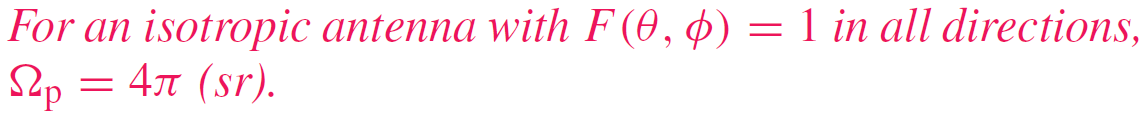 For an isotropic antenna with F(θ, ϕ) = 1 in all directions,
Ωp = 4π (sr).